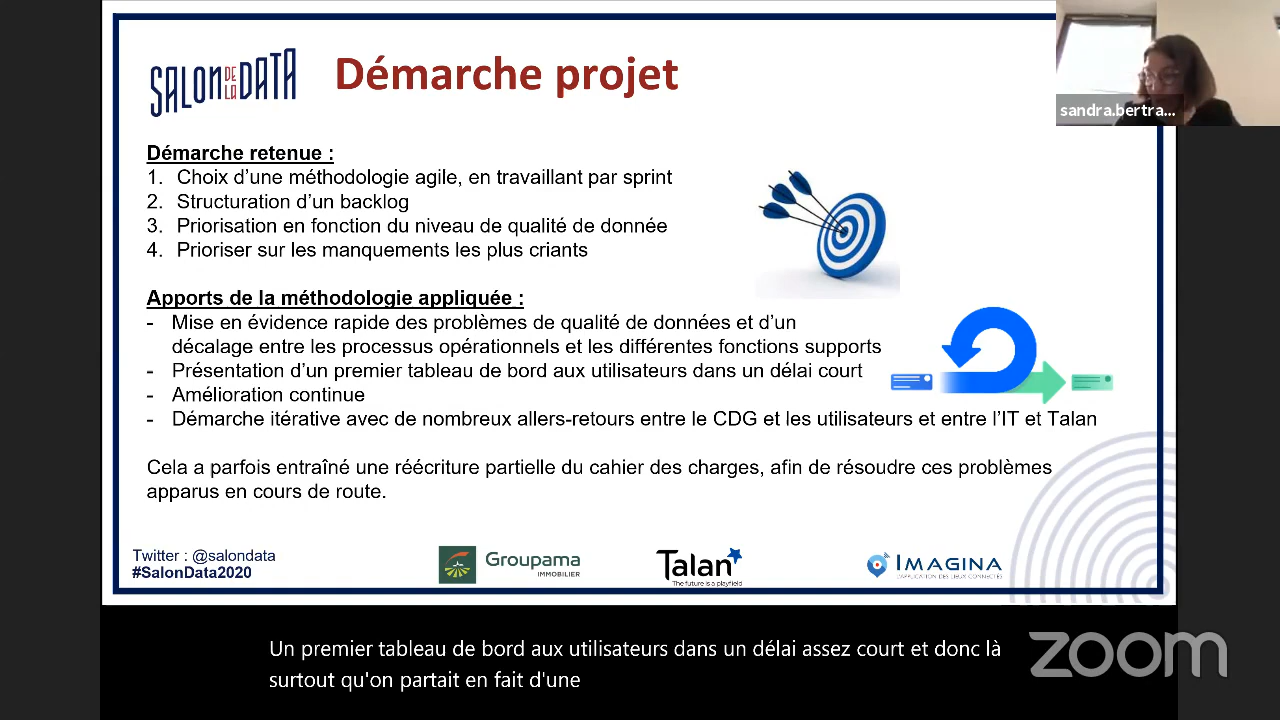 SALON DE LA DATA
Démarche projet
sandra.bertra...
Démarche retenue :
1. Choix d'une méthodologie agile, en travaillant par sprint
2. Structuration d'un backlog
3. Priorisation en fonction du niveau de qualité de donnée
4. Prioriser sur les manquements les plus criants
Apports de la méthodologie appliquée :
- Mise en évidence rapide des problèmes de qualité de données et d'un
décalage entre les processus opérationnels et les différentes fonctions supports
- Présentation d'un premier tableau de bord aux utilisateurs dans un délai court
- Amélioration continue
- Démarche itérative avec de nombreux allers-retours entre le CDG et les utilisateurs et entre l'IT et Talan
Cela a parfois entraîné une réécriture partielle du cahier des charges, afin de résoudre ces problèmes
apparus en cours de route.
Twitter : @salondata
#SalonData2020
Groupama
IMMOBILIER
Talan
The future is a playfield
IMAGINA
L'APPLICATION DES LIEUX CONNECTÉS
Un premier tableau de bord aux utilisateurs dans un délai assez court et donc là
surtout qu'on partait en fait d'une
zoom